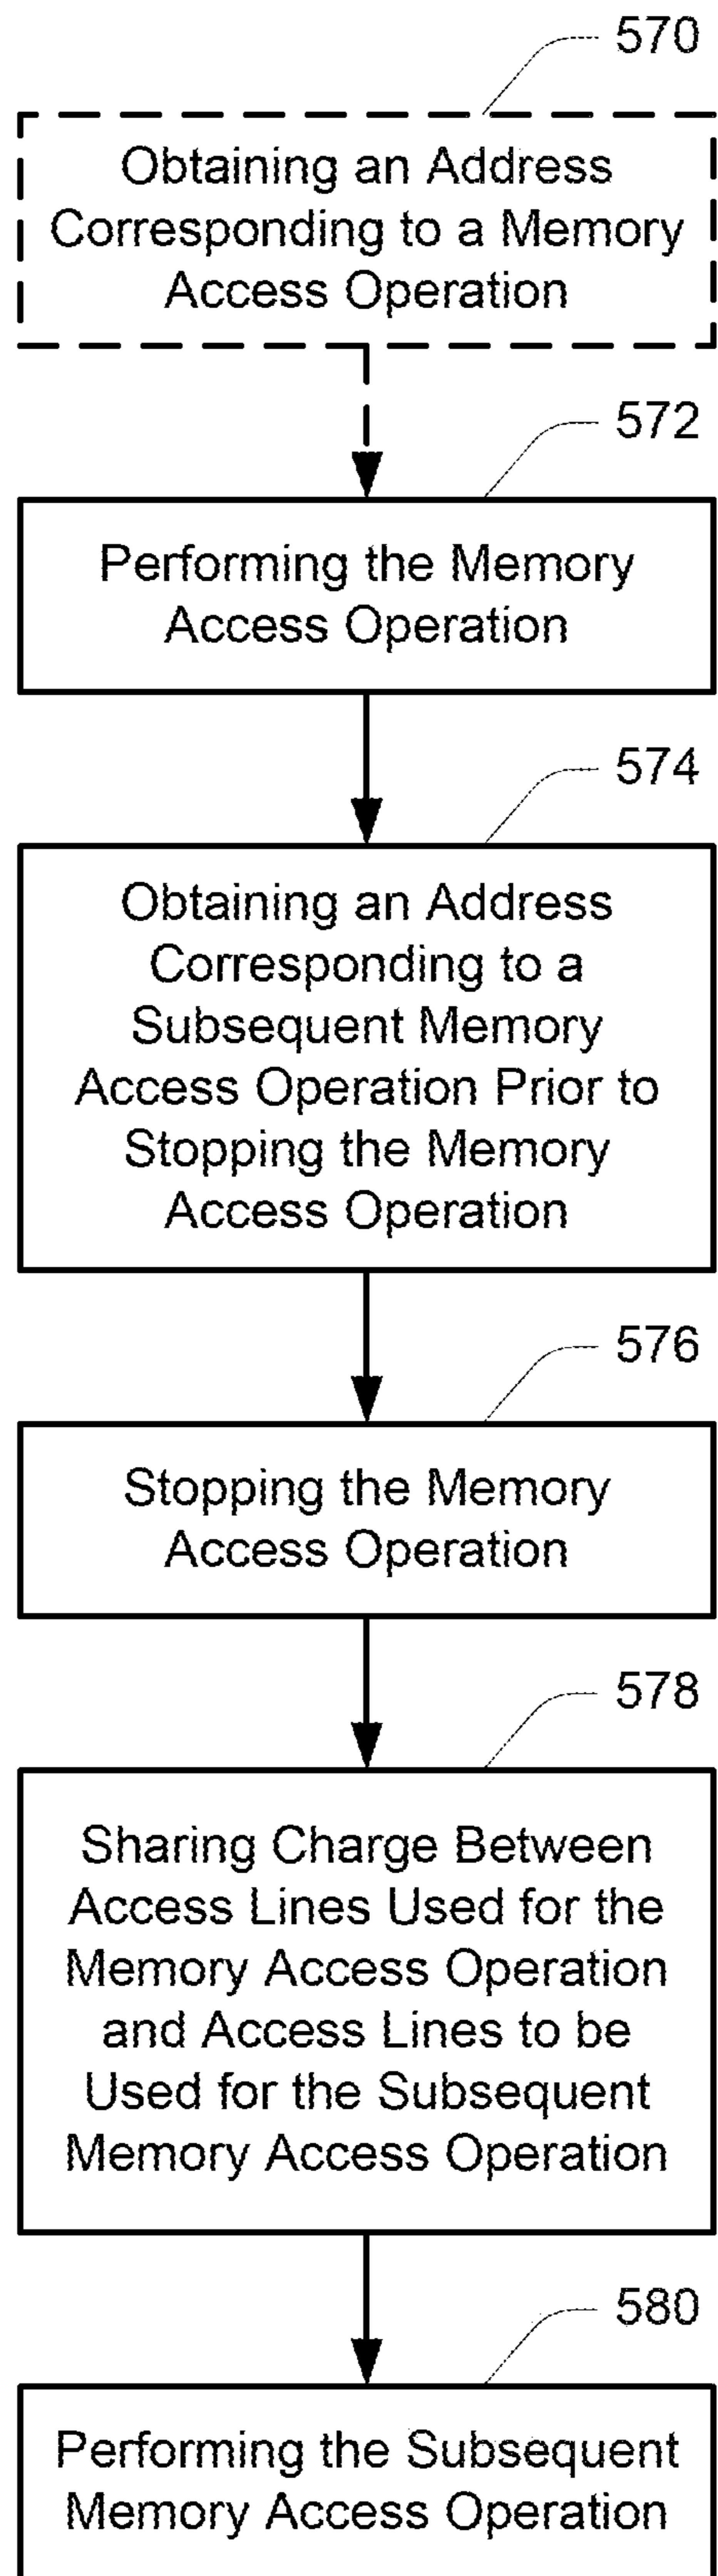 570
Obtaining an Address
Corresponding to a Memory
Access Operation
572
Performing the Memory
Access Operation
574
Obtaining an Address
Corresponding to a
Subsequent Memory
Access Operation Prior to
Stopping the Memory
Access Operation
576
Stopping the Memory
Access Operation
578
Sharing Charge Between
Access Lines Used for the
Memory Access Operation
and Access Lines to be
Used for the Subsequent
Memory Access Operation
580
Performing the Subsequent
Memory Access Operation